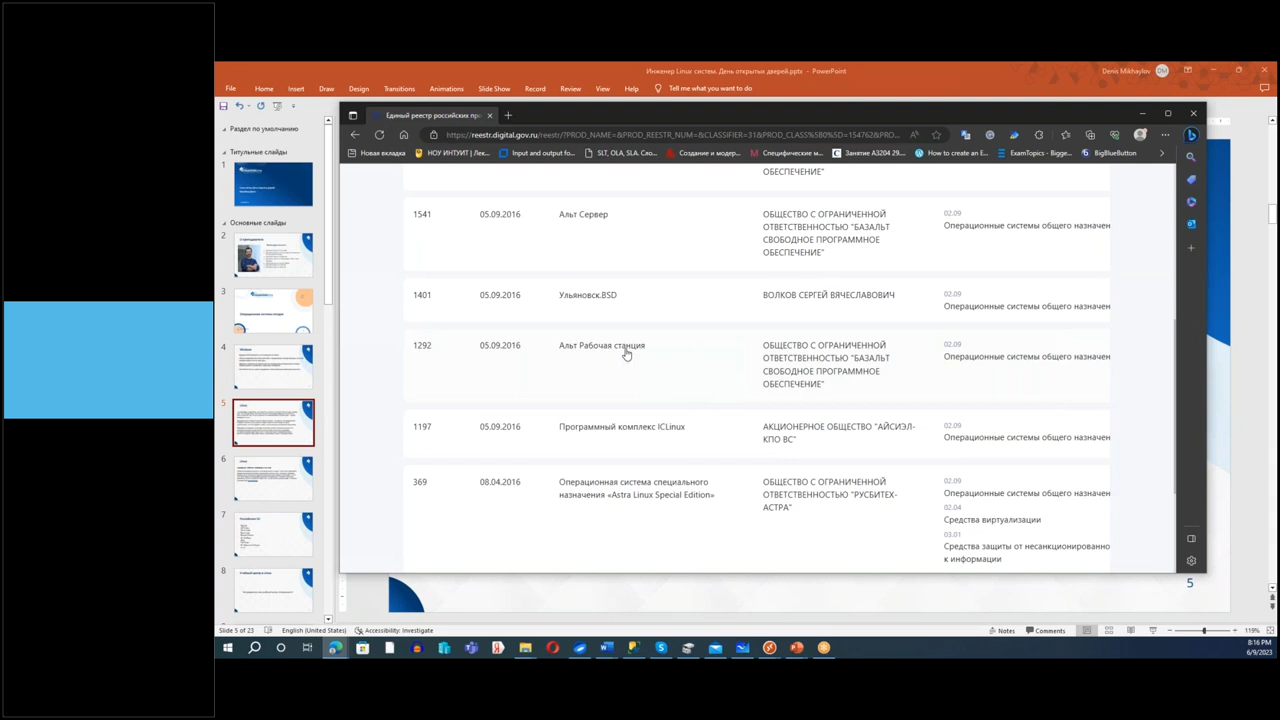 Инженер Linux систем. День открытых дверей.pptx - PowerPoint
Denis Mikhaylov
DM
File Home Insert Draw Design Transitions Animations Slide Show Record Review View Help Tell me what you want to do
Раздел по умолчанию
Титульные слайды
1
Основные слайды
2
3
4
5
6
7
8
Единый реестр российских пр
https://reestr.digital.gov.ru/reestr/?PROD_NAME=&PROD_REESTR_NUM=&CLASSIFIER=31&PROD_CLASS%5B0%5D=154762&PRO...
Новая вкладка
НОУ ИНТУИТ | Лек...
Input and output fo...
SLT, OLA, SLA. Сло...
Создание и модер...
Специфические м...
Занятие А3204 29....
How to create an E...
ExamTopics - Bigge...
BigBlueButton
ОБЕСПЕЧЕНИЕ"
1541 05.09.2016 Альт Сервер
ОБЩЕСТВО С ОГРАНИЧЕННОЙ
ОТВЕТСТВЕННОСТЬЮ "БАЗАЛЬТ
СВОБОДНОЕ ПРОГРАММНОЕ
ОБЕСПЕЧЕНИЕ"
02.09
Операционные системы общего назначен
1401 05.09.2016 Ульяновск.BSD
ВОЛКОВ СЕРГЕЙ ВЯЧЕСЛАВОВИЧ
02.09
Операционные системы общего назначен
1292 05.09.2016 Альт Рабочая станция
ОБЩЕСТВО С ОГРАНИЧЕННОЙ
ОТВЕТСТВЕННОСТЬЮ "БАЗАЛЬТ
СВОБОДНОЕ ПРОГРАММНОЕ
ОБЕСПЕЧЕНИЕ"
02.09
Операционные системы общего назначен
1197 05.09.2016 Программный комплекс ICLinux
АКЦИОНЕРНОЕ ОБЩЕСТВО "АЙСИЭЛ-
КПО ВС"
02.09
Операционные системы общего назначен
369 08.04.2016 Операционная система специального
назначения «Astra Linux Special Edition»
ОБЩЕСТВО С ОГРАНИЧЕННОЙ
ОТВЕТСТВЕННОСТЬЮ "РУСБИТЕХ-
АСТРА"
02.09
Операционные системы общего назначен
02.04
Средства виртуализации
03.01
Средства защиты от несанкционированно
к информации
5
Slide 5 of 23 English (United States) Accessibility: Investigate
Notes Comments 119%
8:16 PM
6/9/2023